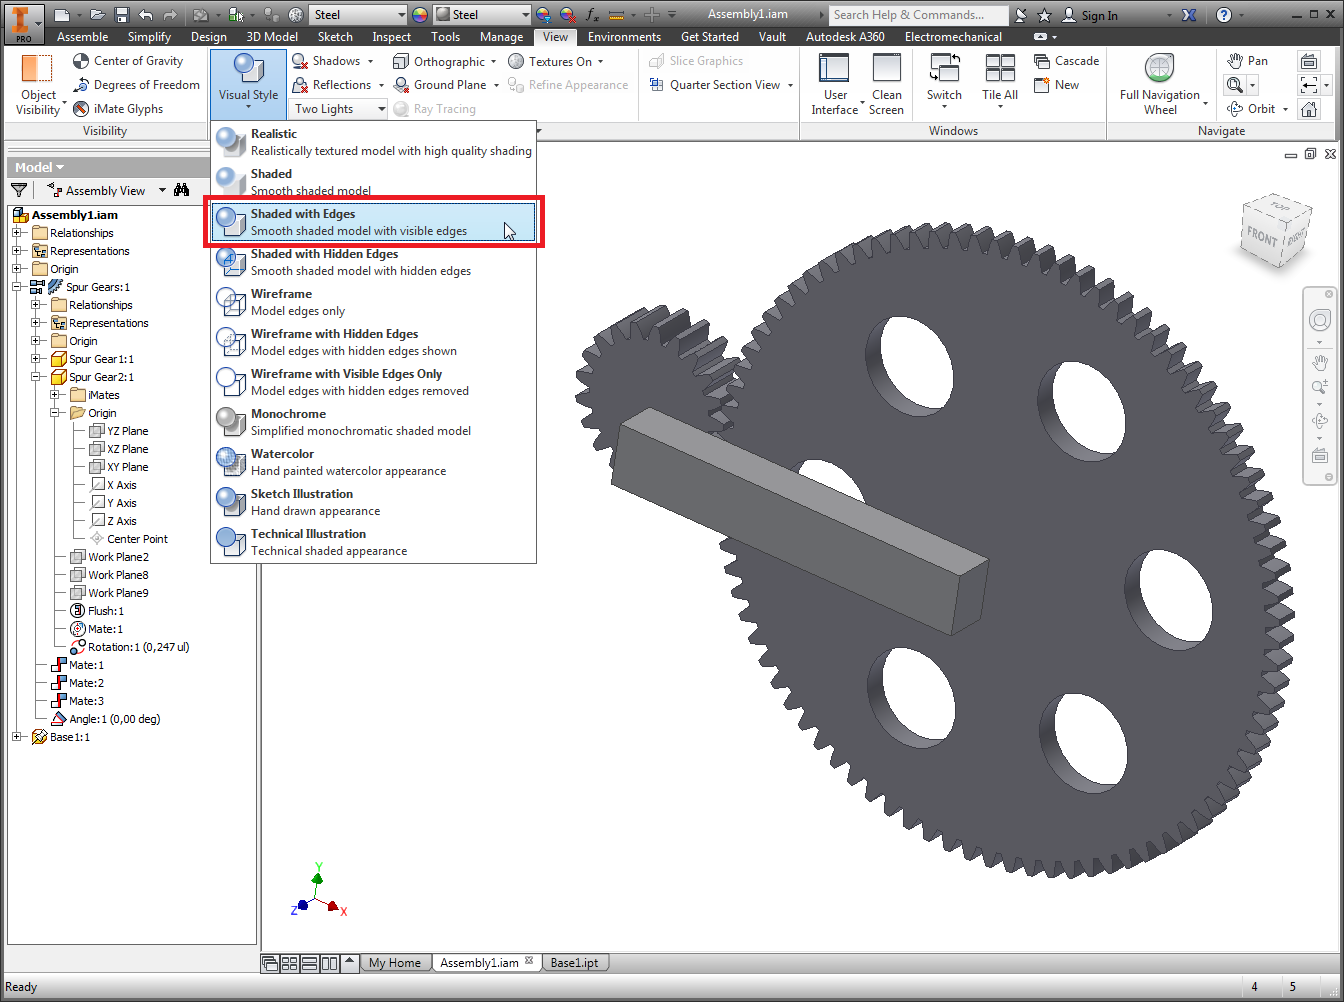 PRO
Steel
Steel
Assembly1.iam
Search Help & Commands...
Sign In
Assemble
Simplify
Design
3D Model
Sketch
Inspect
Tools
Manage
View
Environments
Get Started
Vault
Autodesk A360
Electromechanical
Object
Visibility
Center of Gravity
Degrees of Freedom
iMate Glyphs
Visibility
Visual Style
Shadows
Reflections
Two Lights
Orthographic
Ground Plane
Ray Tracing
Textures On
Refine Appearance
Slice Graphics
Quarter Section View
User
Interface
Clean
Screen
Switch
Tile All
Cascade
New
Windows
Full Navigation
Wheel
Pan
Orbit
Navigate
Realistic
Realistically textured model with high quality shading
Shaded
Smooth shaded model
Shaded with Edges
Smooth shaded model with visible edges
Shaded with Hidden Edges
Smooth shaded model with hidden edges
Wireframe
Model edges only
Wireframe with Hidden Edges
Model edges with hidden edges shown
Wireframe with Visible Edges Only
Model edges with hidden edges removed
Monochrome
Simplified monochromatic shaded model
Watercolor
Hand painted watercolor appearance
Sketch Illustration
Hand drawn appearance
Technical Illustration
Technical shaded appearance
Model
Assembly View
Assembly1.iam
Relationships
Representations
Origin
Spur Gears:1
Relationships
Representations
Origin
Spur Gear1:1
Spur Gear2:1
iMates
Origin
YZ Plane
XZ Plane
XY Plane
X Axis
Y Axis
Z Axis
Center Point
Work Plane2
Work Plane8
Work Plane9
Flush:1
Mate:1
Rotation:1 (0,247 ul)
Mate:1
Mate:2
Mate:3
Angle:1 (0,00 deg)
Base1:1
TOP
FRONT
RIGHT
Y
Z
X
My Home
Assembly1.iam
Base1.ipt
Ready
4
5